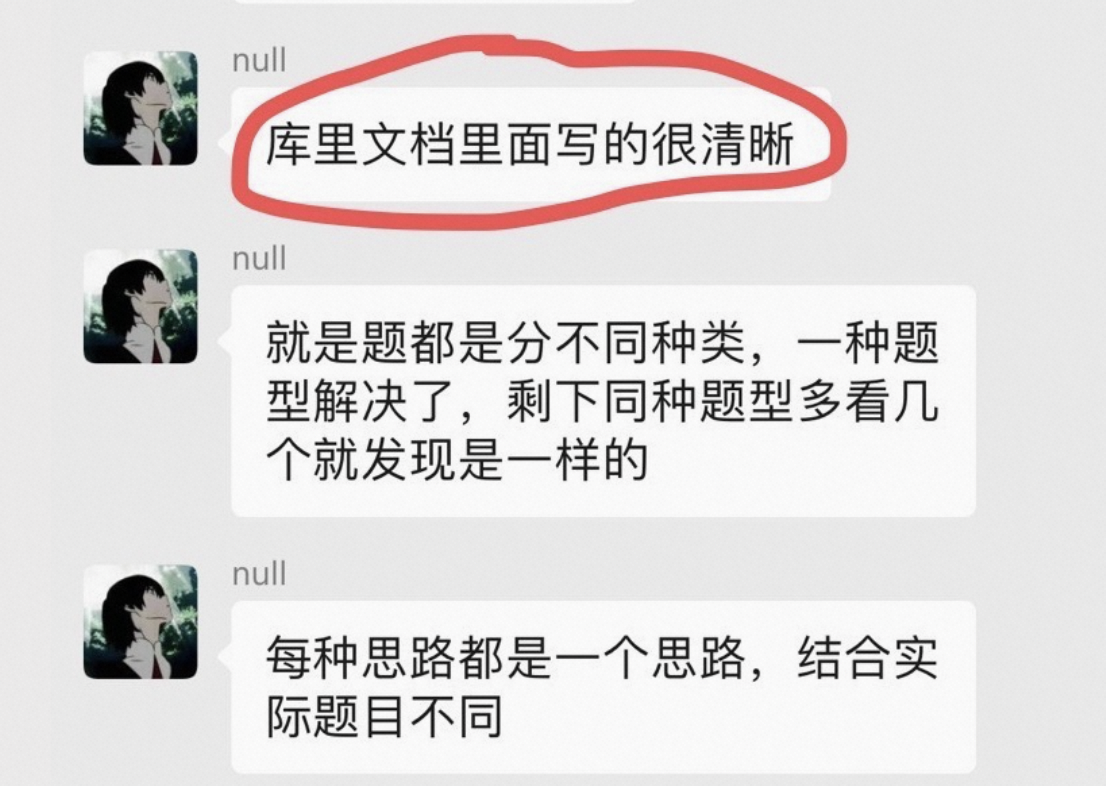 null
库里文档里面写的很清晰
null
就是题都是分不同种类，一种题
型解决了，剩下同种题型多看几
个就发现是一样的
null
每种思路都是一个思路，结合实
际题目不同